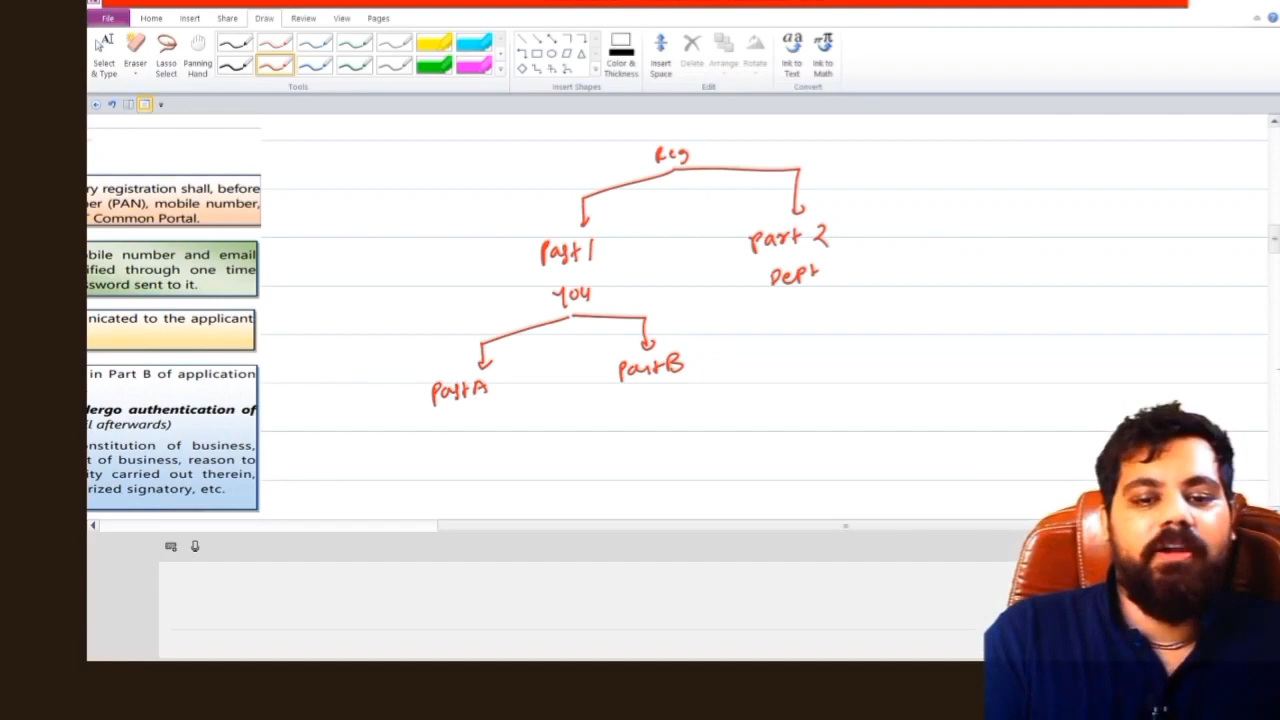 File Home Insert Share Draw Review View Pages
Select & Type
Eraser
Lasso Select
Panning Hand
Color & Thickness
Insert Space
Delete
Arrange
Rotate
Ink to Text
Ink to Math
Tools
Insert Shapes
Edit
Convert
ry registration shall, before
er (PAN), mobile number,
Common Portal.
bile number and email
ified through one time
sword sent to it.
nicated to the applicant
in Part B of application
dergo authentication of
l afterwards)
nstitution of business,
t of business, reason to
ity carried out therein,
rized signatory, etc.
Reg
Part 1
Part 2
Dept
You
Part A
Part B